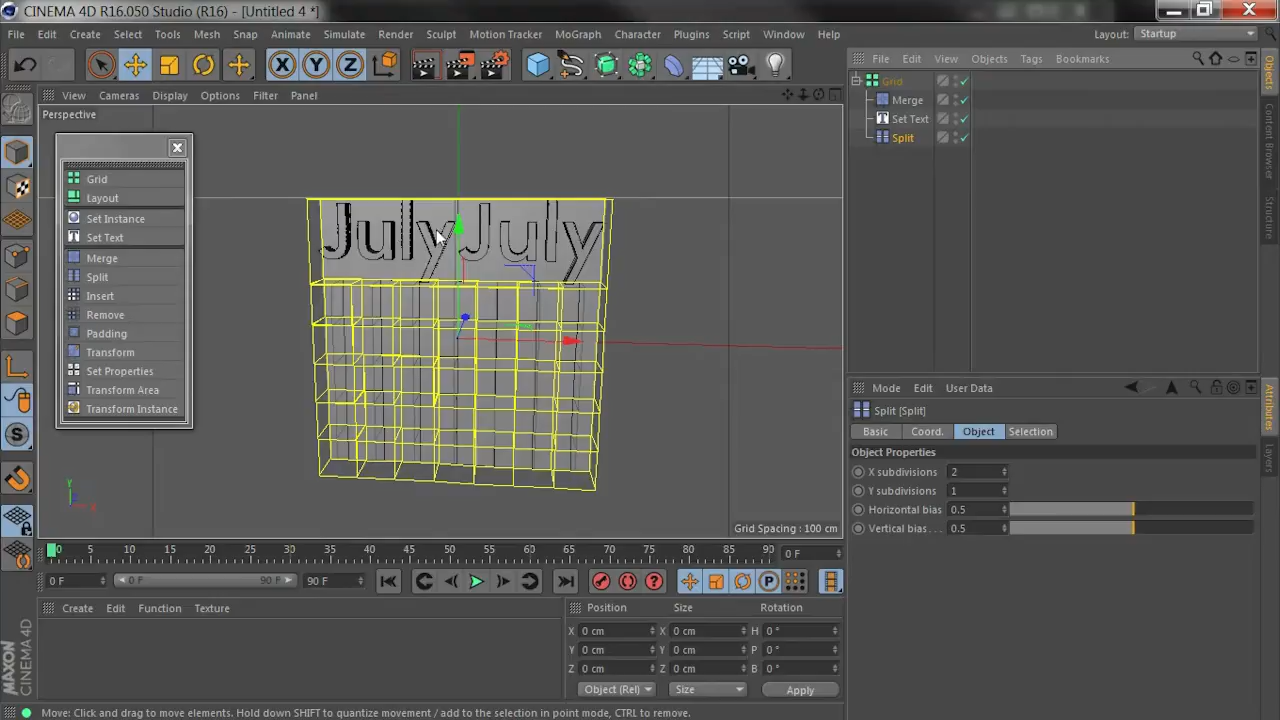 CINEMA 4D R16.050 Studio (R16) - [Untitled 4 *]
File Edit Create Select Tools Mesh Snap Animate Simulate Render Sculpt Motion Tracker MoGraph Character Plugins Script Window Help
Layout: Startup
X Y Z
View Cameras Display Options Filter Panel
File Edit View Objects Tags Bookmarks
Perspective
Grid
Merge
Set Text
Split
Objects
Content Browser
Structure
Grid
Layout
Set Instance
Set Text
Merge
Split
Insert
Remove
Padding
Transform
Set Properties
Transform Area
Transform Instance
JulyJuly
Y
Grid Spacing : 100 cm
Mode Edit User Data
Split [Split]
Basic Coord. Object Selection
Object Properties
X subdivisions 2
Y subdivisions 1
Horizontal bias 0.5
Vertical bias . . . 0.5
Attributes
Layers
0 5 10 15 20 25 30 35 40 45 50 55 60 65 70 75 80 85 90 0 F
0 F 0 F 90 F 90 F
Create Edit Function Texture
Position Size Rotation
X 0 cm X 0 cm H 0 °
Y 0 cm Y 0 cm P 0 °
Z 0 cm Z 0 cm B 0 °
Object (Rel) Size Apply
MAXON
CINEMA 4D
Move: Click and drag to move elements. Hold down SHIFT to quantize movement / add to the selection in point mode, CTRL to remove.